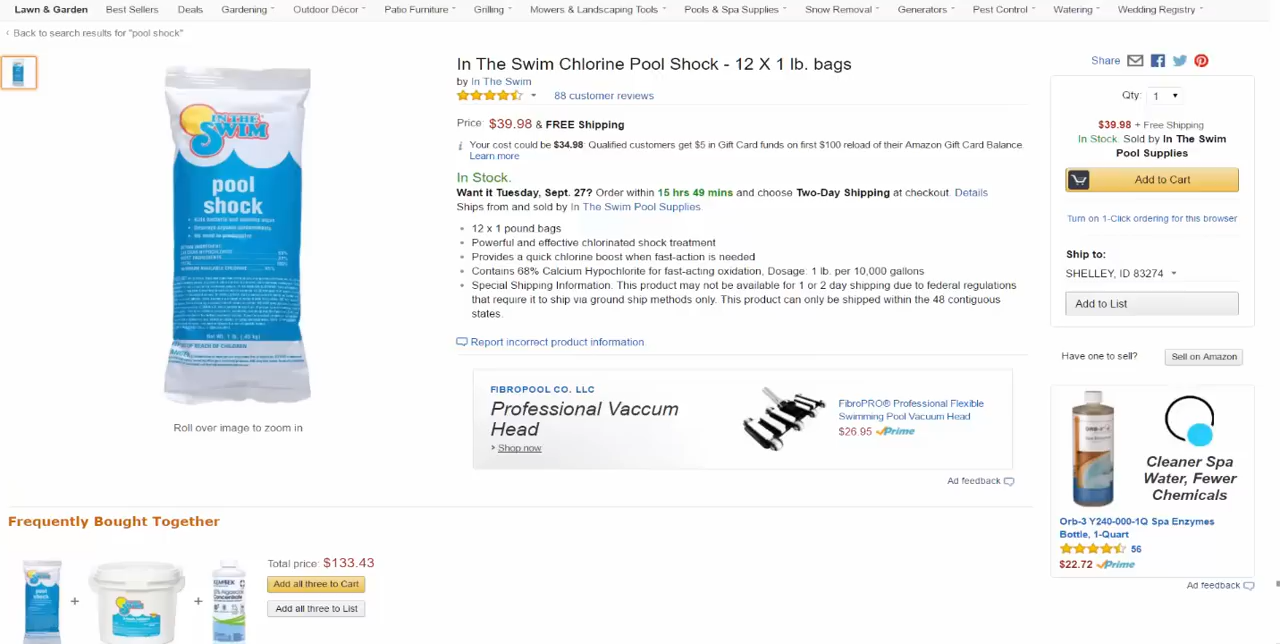 Lawn & Garden Best Sellers Deals Gardening Outdoor Décor Patio Furniture Grilling Mowers & Landscaping Tools Pools & Spa Supplies Snow Removal Generators Pest Control Watering Wedding Registry
‹ Back to search results for "pool shock"
In The Swim Chlorine Pool Shock - 12 X 1 lb. bags
by In The Swim
88 customer reviews
Price: $39.98 & FREE Shipping
Your cost could be $34.98: Qualified customers get $5 in Gift Card funds on first $100 reload of their Amazon Gift Card Balance.
Learn more
In Stock.
Want it Tuesday, Sept. 27? Order within 15 hrs 49 mins and choose Two-Day Shipping at checkout. Details
Ships from and sold by In The Swim Pool Supplies.
12 x 1 pound bags
Powerful and effective chlorinated shock treatment
Provides a quick chlorine boost when fast-action is needed
Contains 68% Calcium Hypochlorite for fast-acting oxidation, Dosage: 1 lb. per 10,000 gallons
Special Shipping Information. This product may not be available for 1 or 2 day shipping due to federal regulations
that require it to ship via ground ship methods only. This product can only be shipped within the 48 contiguous
states.
Report incorrect product information
IN THE
SWIM
pool
shock
Roll over image to zoom in
FIBROPOOL CO. LLC
Professional Vaccum
Head
› Shop now
FibroPRO® Professional Flexible
Swimming Pool Vacuum Head
$26.95 Prime
Ad feedback
Share
Qty: 1
$39.98 + Free Shipping
In Stock. Sold by In The Swim
Pool Supplies
Add to Cart
Turn on 1-Click ordering for this browser
Ship to:
SHELLEY, ID 83274
Add to List
Have one to sell? Sell on Amazon
Cleaner Spa
Water, Fewer
Chemicals
Orb-3 Y240-000-1Q Spa Enzymes
Bottle, 1-Quart
56
$22.72 Prime
Ad feedback
Frequently Bought Together
Total price: $133.43
Add all three to Cart
Add all three to List
pool
shock
+
+